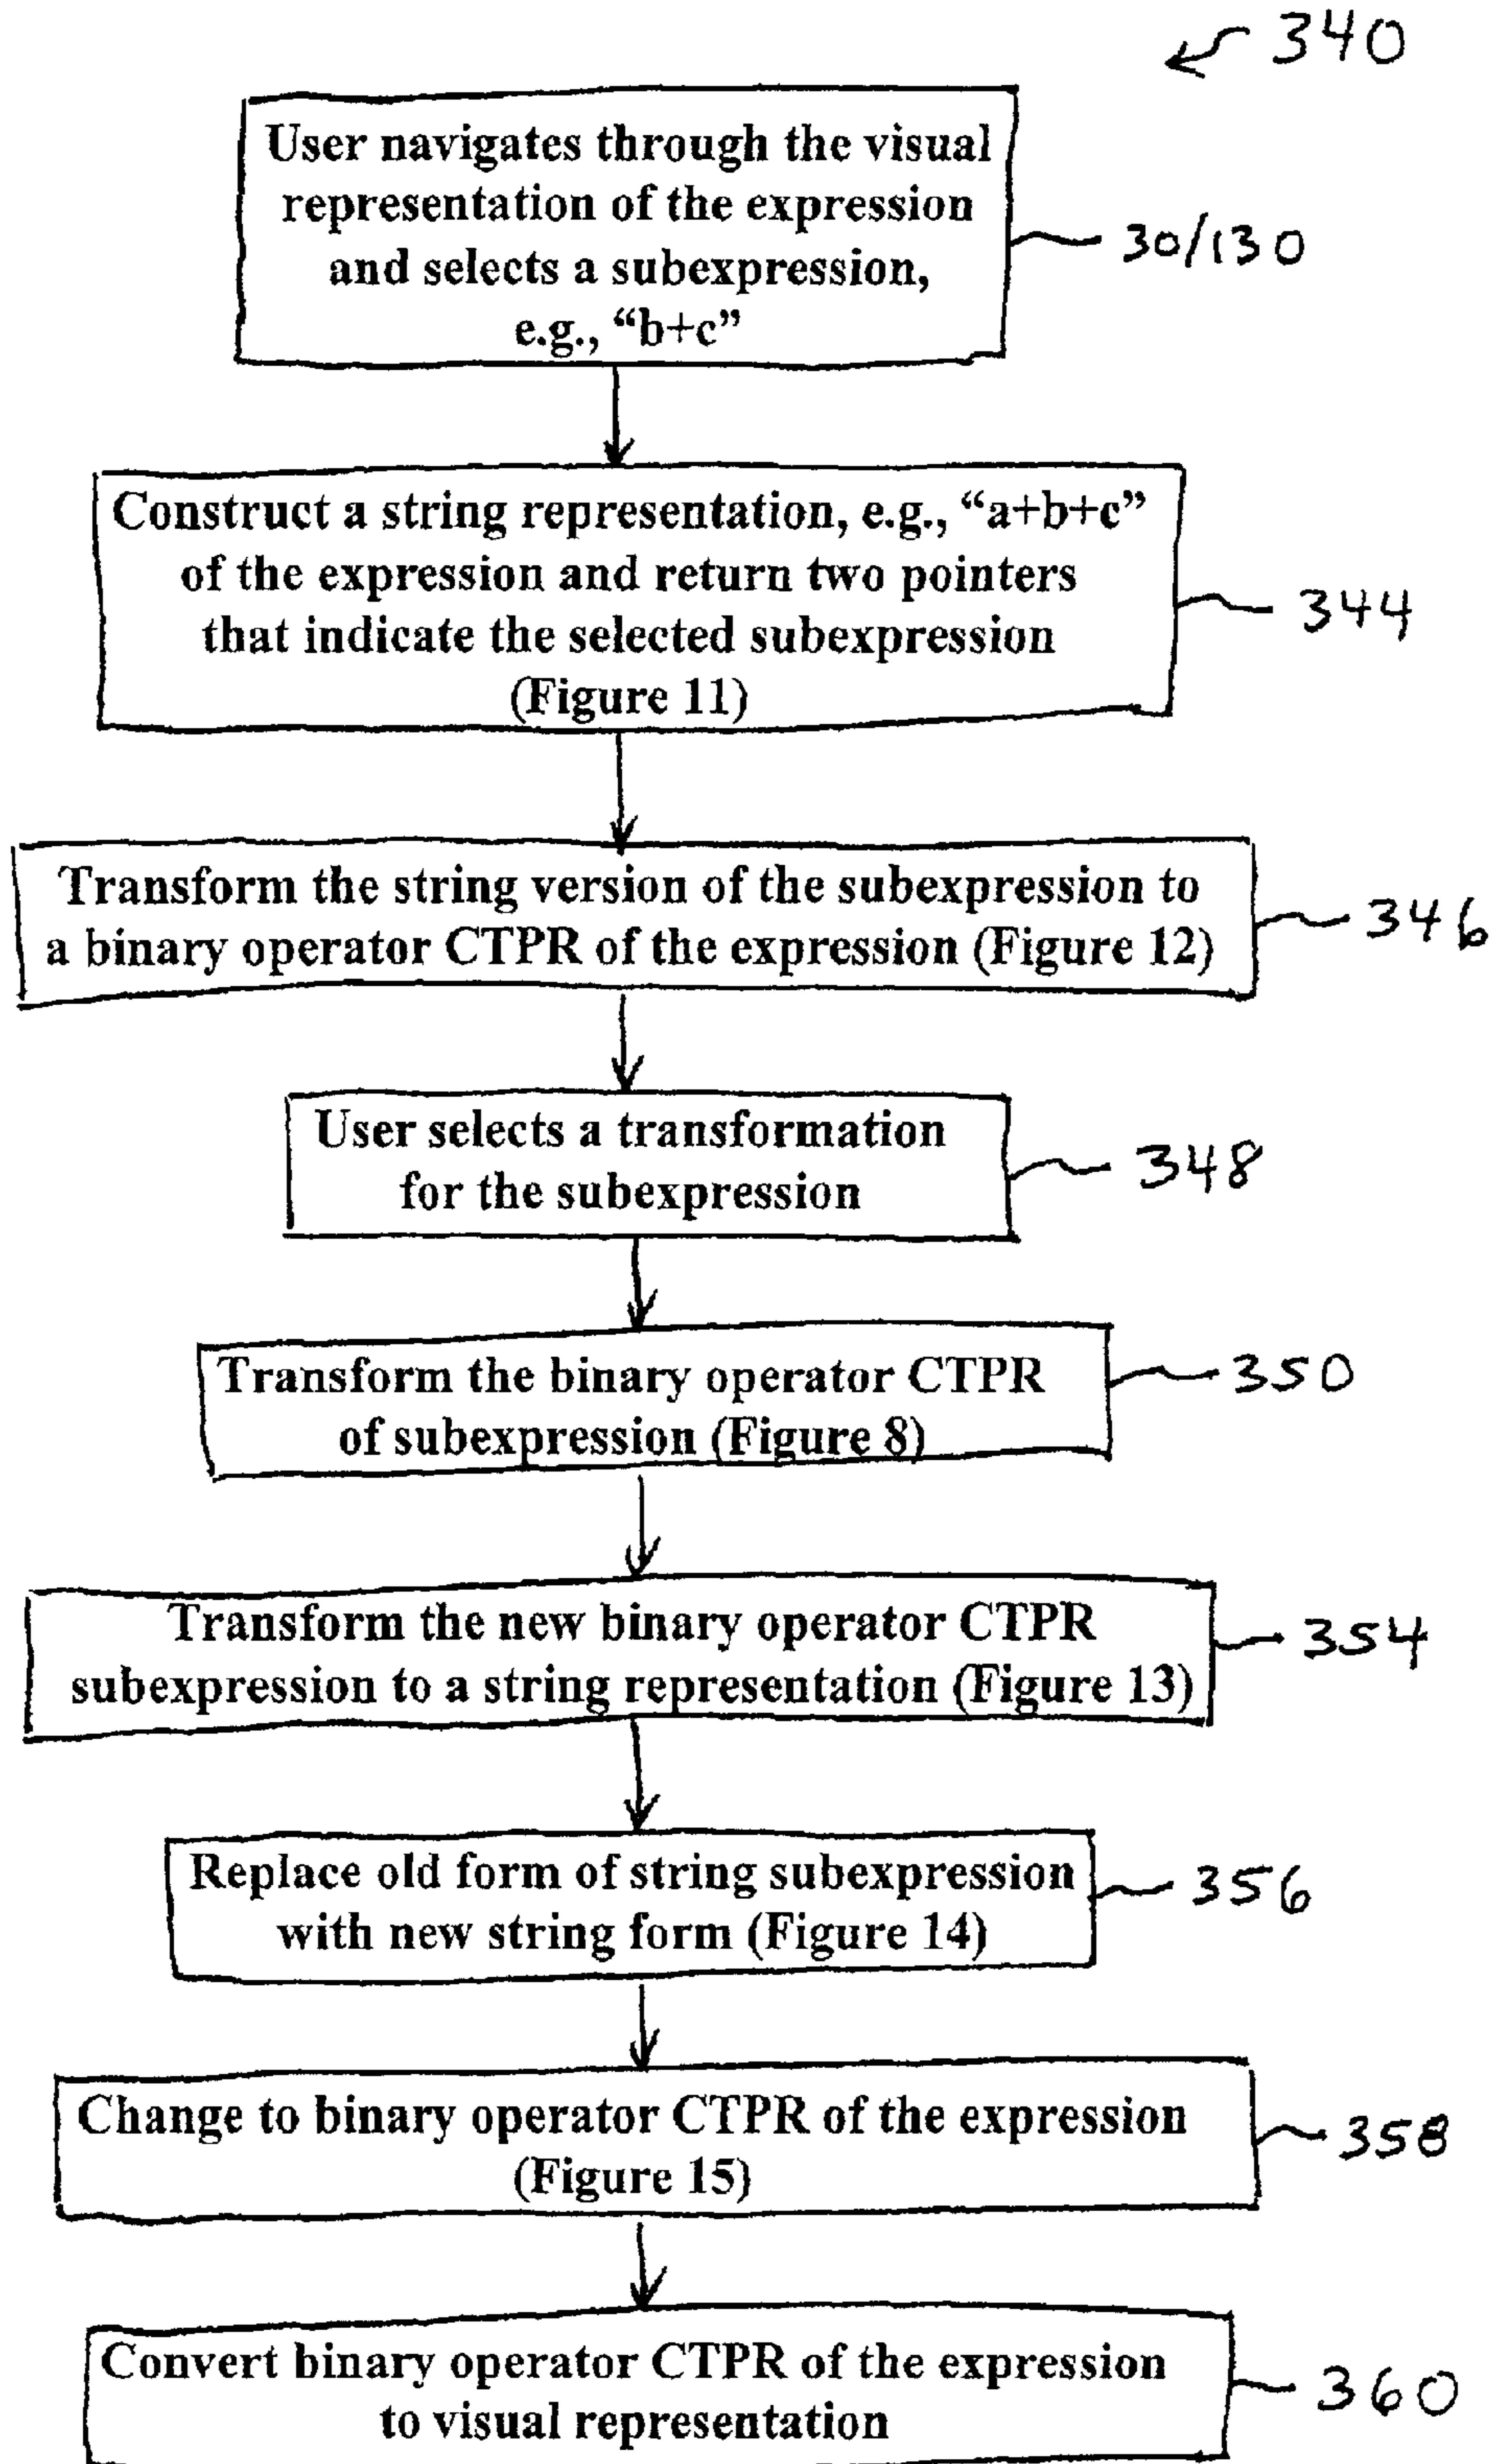 340
User navigates through the visual
representation of the expression
and selects a subexpression,
e.g., “b+c”
30/130
Construct a string representation, e.g., “a+b+c”
of the expression and return two pointers
that indicate the selected subexpression
(Figure 11)
344
Transform the string version of the subexpression to
a binary operator CTPR of the expression (Figure 12)
346
User selects a transformation
for the subexpression
348
Transform the binary operator CTPR
of subexpression (Figure 8)
350
Transform the new binary operator CTPR
subexpression to a string representation (Figure 13)
354
Replace old form of string subexpression
with new string form (Figure 14)
356
Change to binary operator CTPR of the expression
(Figure 15)
358
Convert binary operator CTPR of the expression
to visual representation
360